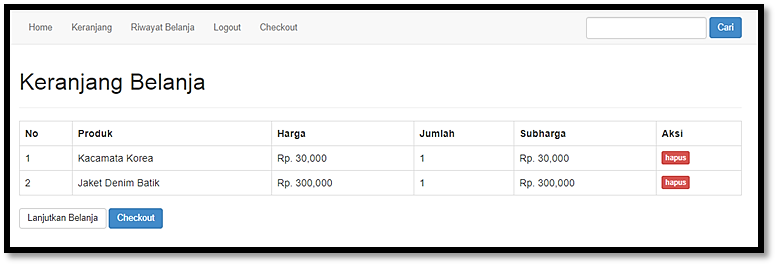 Home Keranjang Riwayat Belanja Logout Checkout Cari
Keranjang Belanja
No Produk Harga Jumlah Subharga Aksi
1 Kacamata Korea Rp. 30,000 1 Rp. 30,000 hapus
2 Jaket Denim Batik Rp. 300,000 1 Rp. 300,000 hapus
Lanjutkan Belanja Checkout